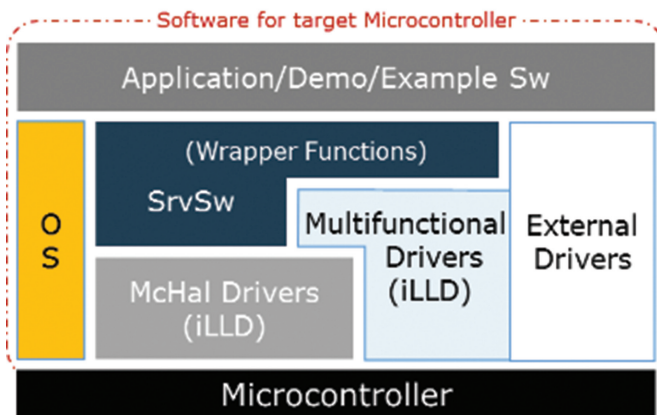 Software for target Microcontroller
Application/Demo/Example Sw
O
S
(Wrapper Functions)
SrvSw
McHal Drivers
(iLLD)
Multifunctional
Drivers
(iLLD)
External
Drivers
Microcontroller